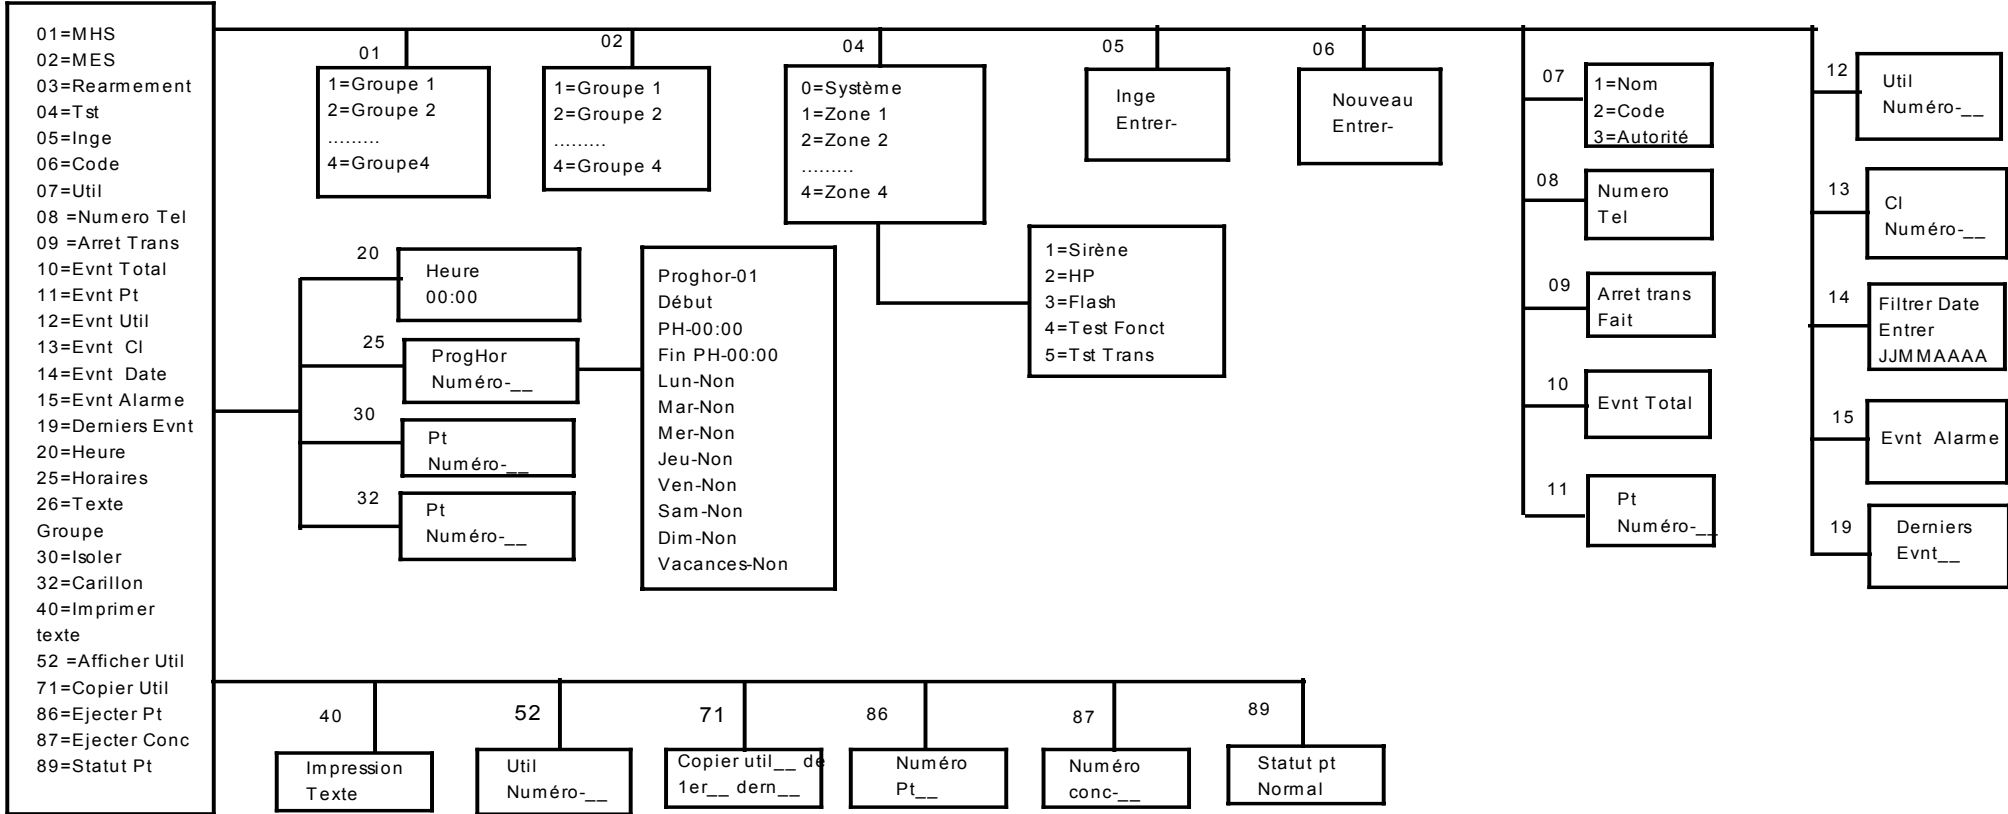 01=MHS
02=MES
03=Rearmement
04=Tst
05=Inge
06=Code
07=Util
08 =Numero Tel
09 =Arret Trans
10=Evnt Total
11=Evnt Pt
12=Evnt Util
13=Evnt Cl
14=Evnt Date
15=Evnt Alarme
19=Derniers Evnt
20=Heure
25=Horaires
26=Texte
Groupe
30=Isoler
32=Carillon
40=Imprimer
texte
52 =Afficher Util
71=Copier Util
86=Ejecter Pt
87=Ejecter Conc
89=Statut Pt
01
1=Groupe 1
2=Groupe 2
.........
4=Groupe4
02
1=Groupe 1
2=Groupe 2
.........
4=Groupe 4
04
0=Système
1=Zone 1
2=Zone 2
.........
4=Zone 4
1=Sirène
2=HP
3=Flash
4=Test Fonct
5=Tst Trans
05
Inge
Entrer-
06
Nouveau
Entrer-
07
1=Nom
2=Code
3=Autorité
08
Numero
Tel
09
Arret trans
Fait
10
Evnt Total
11
Pt
Numéro-__
12
Util
Numéro-__
13
Cl
Numéro-__
14
Filtrer Date
Entrer
JJMMAAAA
15
Evnt Alarme
19
Derniers
Evnt__
20
Heure
00:00
25
ProgHor
Numéro-__
Proghor-01
Début
PH-00:00
Fin PH-00:00
Lun-Non
Mar-Non
Mer-Non
Jeu-Non
Ven-Non
Sam-Non
Dim-Non
Vacances-Non
30
Pt
Numéro-__
32
Pt
Numéro-__
40
Impression
Texte
52
Util
Numéro-__
71
Copier util__ de
1er__ dern__
86
Numéro
Pt__
87
Numéro
conc-__
89
Statut pt
Normal